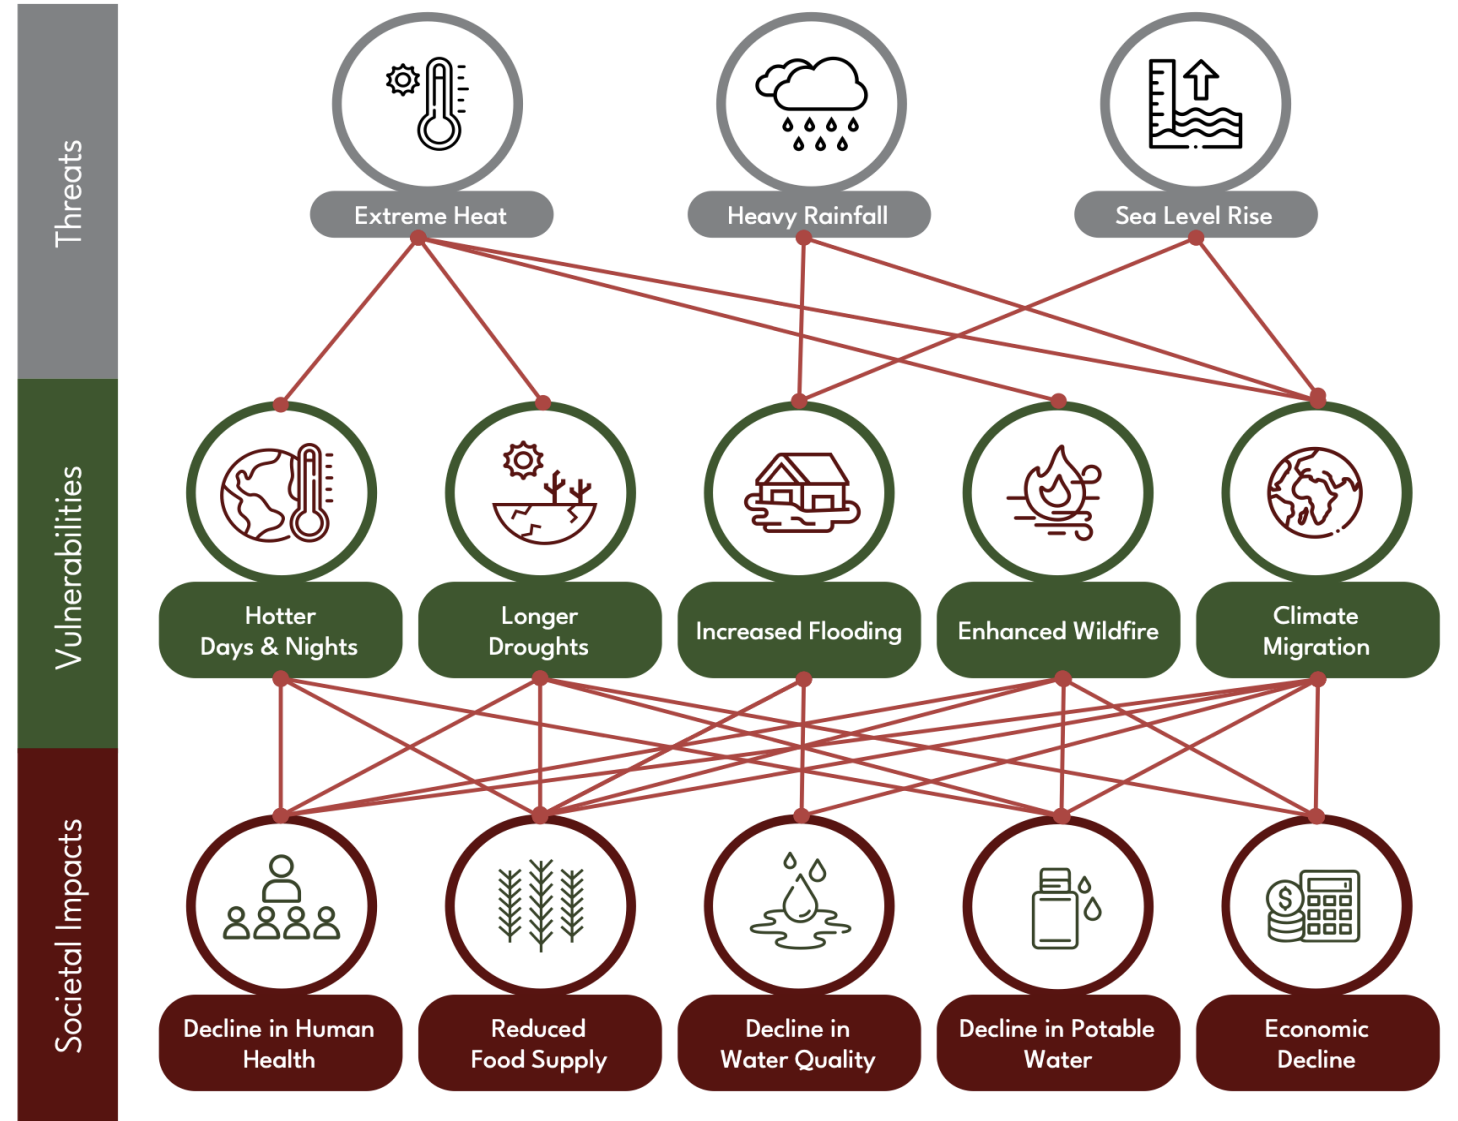 Threats
Extreme Heat
Heavy Rainfall
Sea Level Rise
Vulnerabilities
Hotter
Days & Nights
Longer
Droughts
Increased Flooding
Enhanced Wildfire
Climate
Migration
Societal Impacts
$
Decline in Human
Health
Reduced
Food Supply
Decline in
Water Quality
Decline in Potable
Water
Economic
Decline